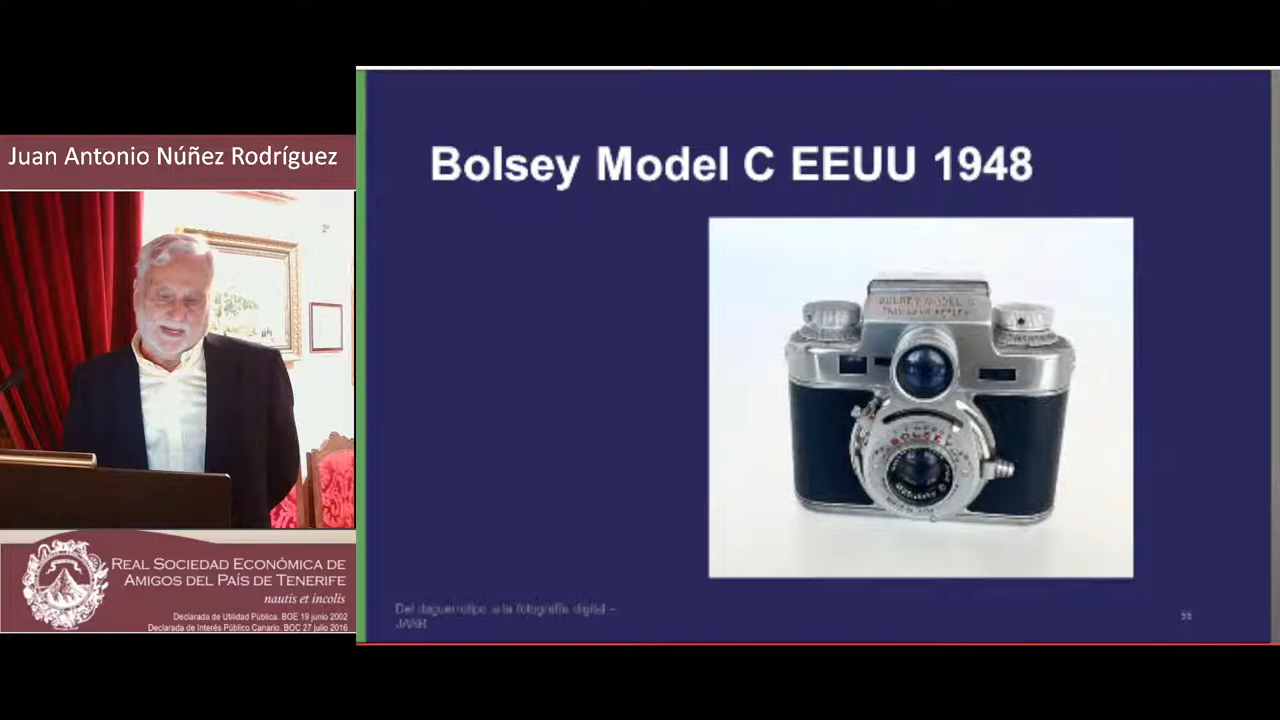 Juan Antonio Núñez Rodríguez
REAL SOCIEDAD ECONÓMICA DE
AMIGOS DEL PAÍS DE TENERIFE
nautis et incolis
Declarada de Utilidad Pública. BOE 19 junio 2002
Declarada de Interés Público Canario. BOC 27 julio 2016
Bolsey Model C EEUU 1948
BOLSEY MODEL C
BOLSEY
Del daguerrotipo a la fotografía digital –